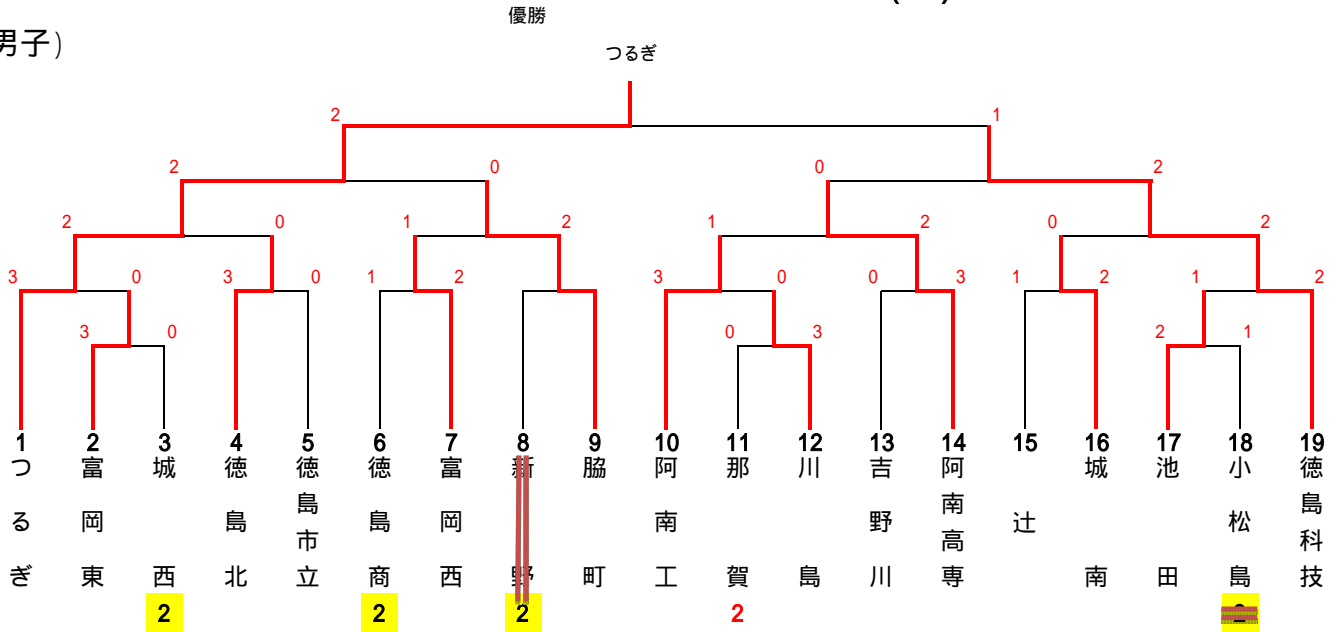 優勝
男子)
つるぎ
2 1
2 0 0 2
2 0 1 2 1 2 0 2
3 0 3 0 1 2 3 0 0 3 1 2 1 2
3 0 0 3 2 1
1 2 3 4 5 6 7 8 9 10 11 12 13 14 15 16 17 18 19
つるぎ
富岡東
城西
徳島北
徳島市立
徳島商
富岡西
新野
脇町
阿南工
那賀
川島
吉野川
阿南高専
辻
城南
池田
小松島
徳島科技
2 2 2 2